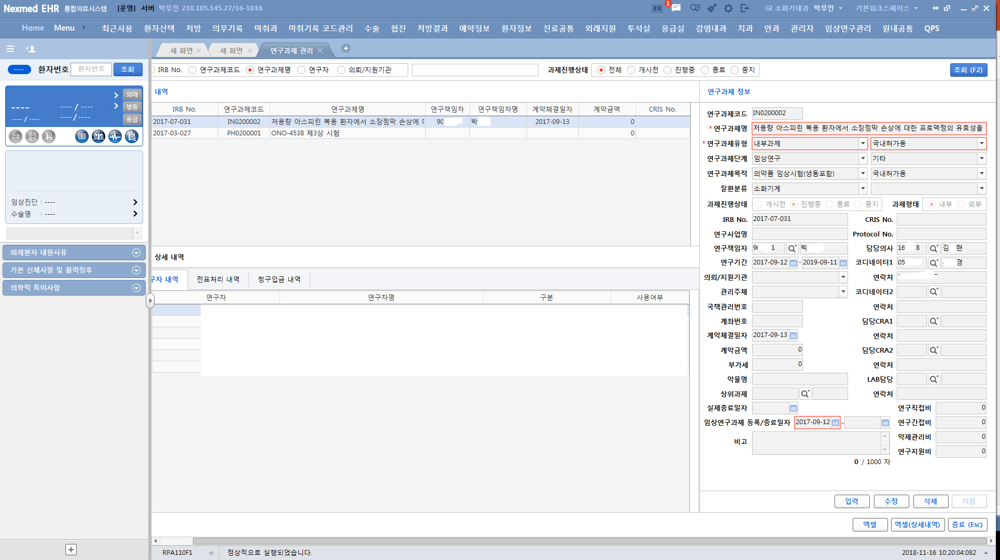 Nexmed EHR 통합의료시스템 [운영] 서버 박무인 210.105.145.27/16-1016 1 GI 소화기내과 박무인 기본워크스페이스
Home Menu 최근사용 환자선택 처방 의무기록 마취과 마취기록 코드관리 수술 협진 처방결과 예약정보 환자정보 진료공통 외래지원 투석실 응급실 감염내과 치과 안과 관리자 임상연구관리 원내공통 QPS
새 화면 새 화면 연구과제 관리
---- 환자번호 환자번호 조회
IRB No. 연구과제코드 연구과제명 연구자 의뢰/지원기관 과제진행상태 전체 개시전 진행중 종료 중지 조회 (F2)
외래
---- ---- / ---- 병동
---- / ---- ----/---- 응급
감염 알레르기
임상진단 ----
수술명 ----
외래환자 내원사유
기본 신체사항 및 활력징후
의학적 특이사항
내역
IRB No. 연구과제코드 연구과제명 연구책임자 연구책임자명 계약체결일자 계약금액 CRIS No.
2017-07-031 IN0200002 저용량 아스피린 복용 환자에서 소장점막 손상에 90 박 2017-09-13 0
2017-03-027 PH0200001 ONO-4538 제3상 시험 0
상세 내역
구자 내역 전표처리 내역 청구입금 내역
연구자 연구자명 구분 사용여부
연구과제 정보
연구과제코드 IN0200002
* 연구과제명 저용량 아스피린 복용 환자에서 소장점막 손상에 대한 프로맥정의 유효성을
* 연구과제유형 내부과제 국내허가용
연구과제단계 임상연구 기타
연구과제목적 의약품 임상시험(생동포함) 국내허가용
질환분류 소화기계
과제진행상태 개시전 진행중 종료 중지 과제형태 내부 외부
IRB No. 2017-07-031 CRIS No.
연구사업명 Protocol No.
연구책임자 9 1 박 담당의사 16 8 김 현
연구기간 2017-09-12 - 2019-09-11 코디네이터1 05 경
의뢰/지원기관 연락처
관리주체 코디네이터2
국책관리번호 연락처
계좌번호 담당CRA1
계약체결일자 2017-09-13 연락처
계약금액 0 담당CRA2
부가세 0 연락처
약물명 LAB담당
상위과제 연락처
실제종료일자 연구직접비 0
임상연구과제 등록/종료일자 2017-09-12 - 연구간접비 0
비고 약제관리비 0
연구지원비 0
0 / 1000 자
입력 수정 삭제 저장
엑셀 엑셀(상세내역) 종료 (Esc)
RPA110F1 정상적으로 실행되었습니다. 2018-11-16 10:20:04:082